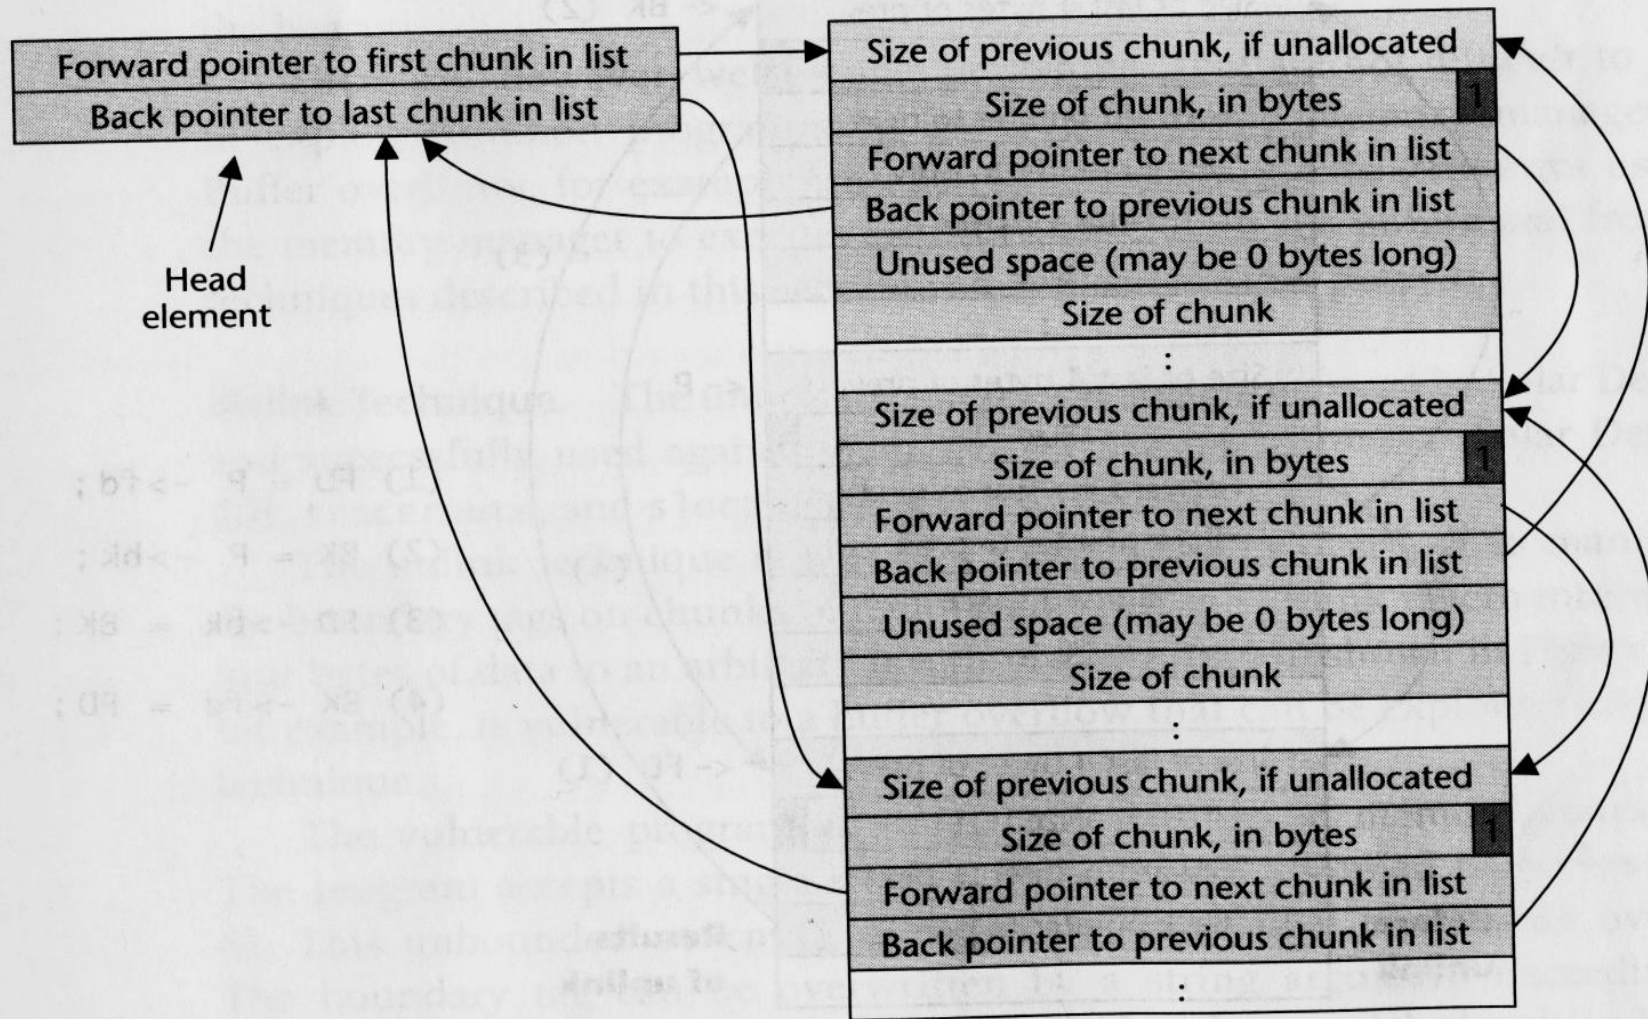 Forward pointer to first chunk in list
Back pointer to last chunk in list
Head
element
Size of previous chunk, if unallocated
Size of chunk, in bytes 1
Forward pointer to next chunk in list
Back pointer to previous chunk in list
Unused space (may be 0 bytes long)
Size of chunk
:
Size of previous chunk, if unallocated
Size of chunk, in bytes 1
Forward pointer to next chunk in list
Back pointer to previous chunk in list
Unused space (may be 0 bytes long)
Size of chunk
:
Size of previous chunk, if unallocated
Size of chunk, in bytes 1
Forward pointer to next chunk in list
Back pointer to previous chunk in list
: